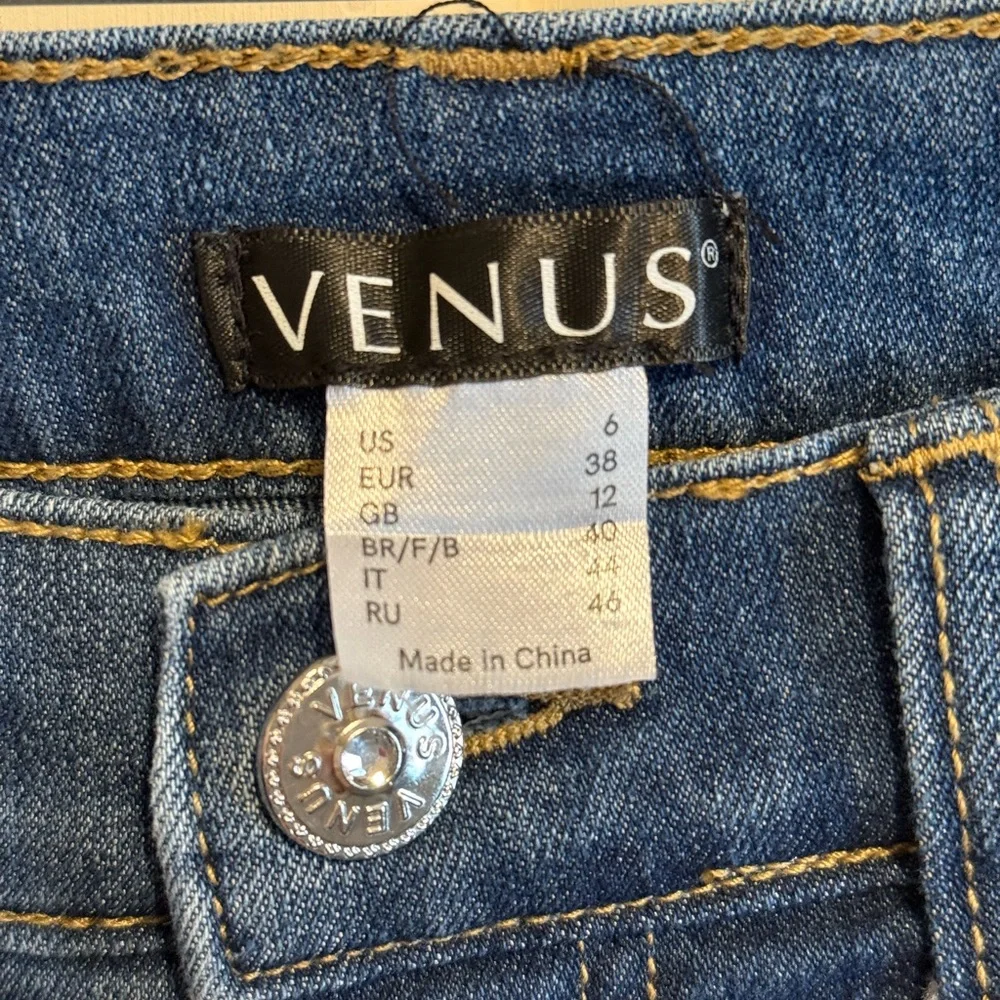 VENUS®
US 6
EUR 38
GB 12
BR/F/B 40
IT 44
RU 46
Made in China
VENUS
VENUS